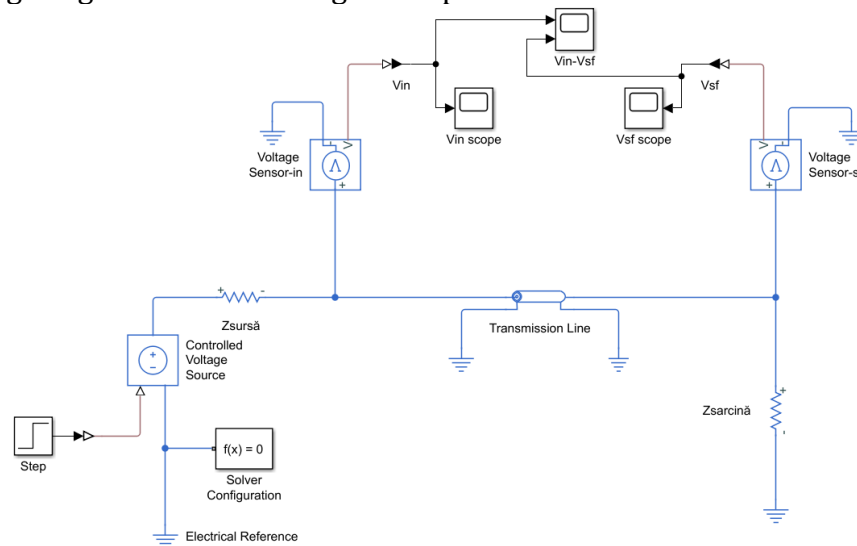 Vin-Vsf
Vin
Vsf
Vin scope
Vsf scope
Voltage
Sensor-in
Voltage
V
+
-
V
V
+
-
V
+
-
Zsursă
Transmission Line
Controlled
Voltage
Source
+
-
Zsarcină
+
-
Step
f(x) = 0
Solver
Configuration
Electrical Reference